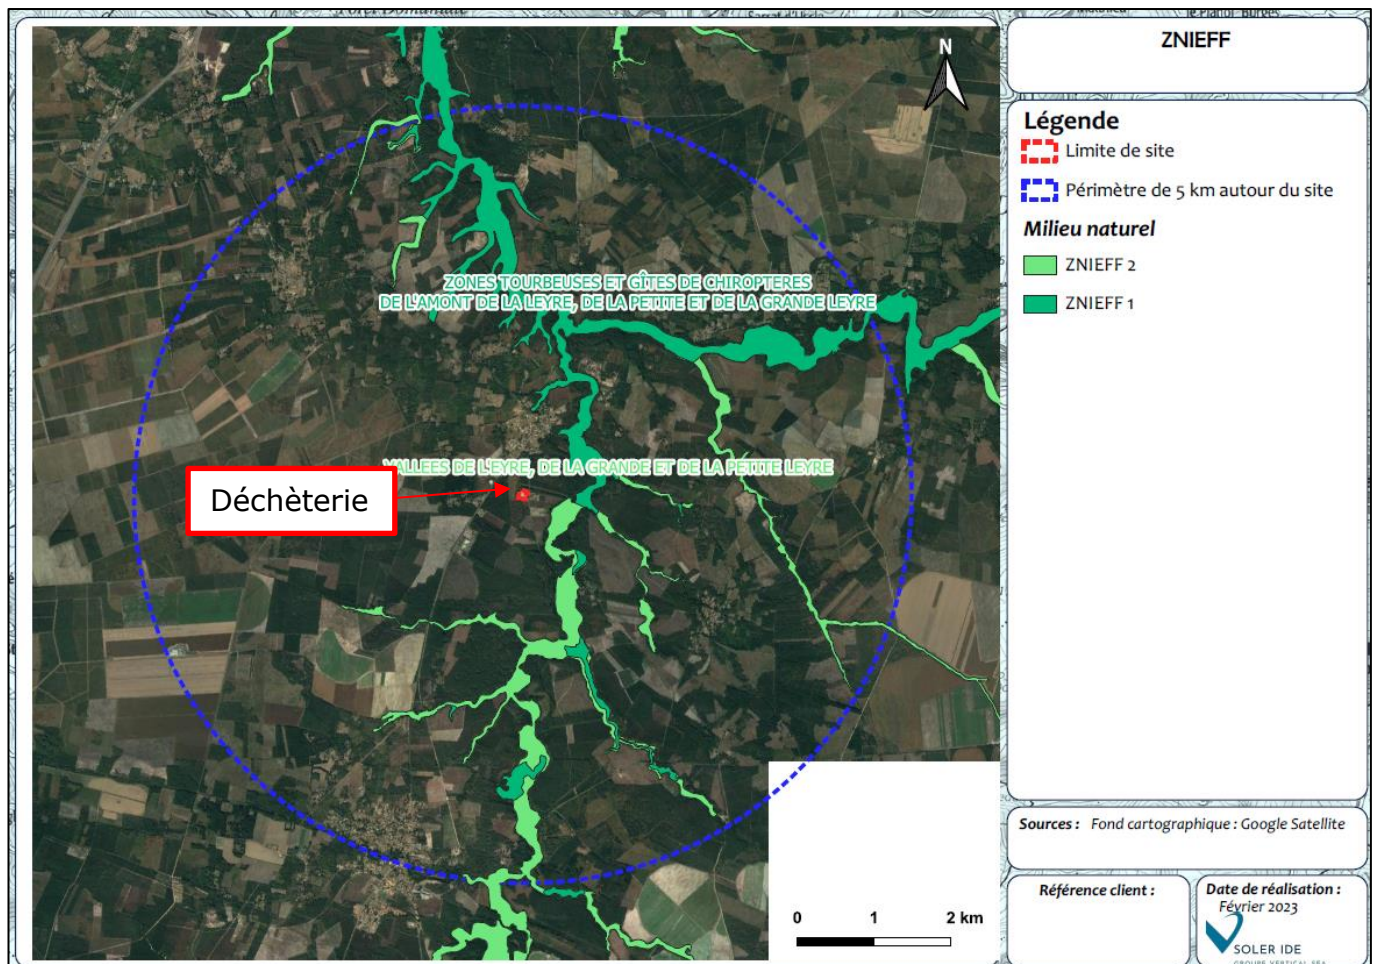 ZNIEFF
N
Légende
Limite de site
Périmètre de 5 km autour du site
Milieu naturel
ZNIEFF 2
ZNIEFF 1
ZONES TOURBEUSES ET GÎTES DE CHIROPTERES
DE L'AMONT DE LA LEYRE, DE LA PETITE ET DE LA GRANDE LEYRE
VALLEES DE L'EYRE, DE LA GRANDE ET DE LA PETITE LEYRE
Déchèterie
0 1 2 km
Sources : Fond cartographique : Google Satellite
Référence client :
Date de réalisation :
Février 2023
SOLER IDE